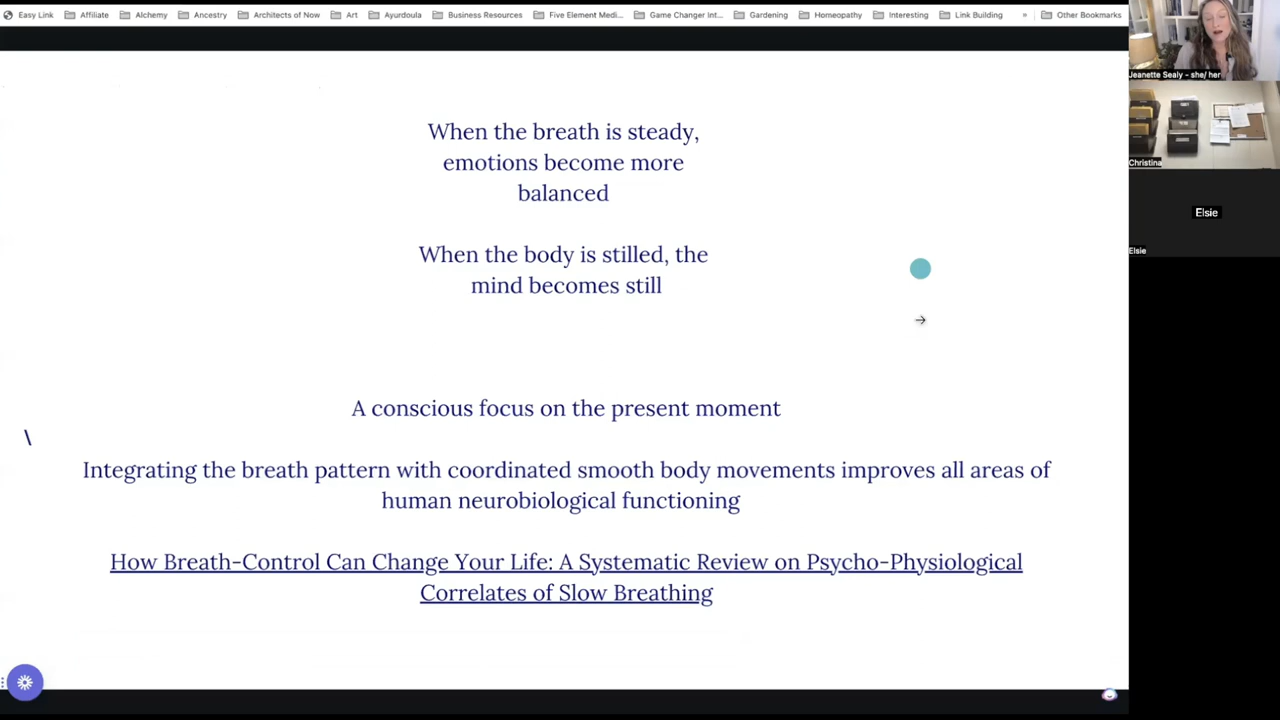 Easy Link Affiliate Alchemy Ancestry Architects of Now Art Ayurdoula Business Resources Five Element Medi... Game Changer Int... Gardening Homeopathy Interesting Link Building » Other Bookmarks
When the breath is steady,
emotions become more
balanced
When the body is stilled, the
mind becomes still
→
A conscious focus on the present moment
\
Integrating the breath pattern with coordinated smooth body movements improves all areas of
human neurobiological functioning
How Breath-Control Can Change Your Life: A Systematic Review on Psycho-Physiological
Correlates of Slow Breathing
Jeanette Sealy - she/ her
Christina
Elsie
Elsie